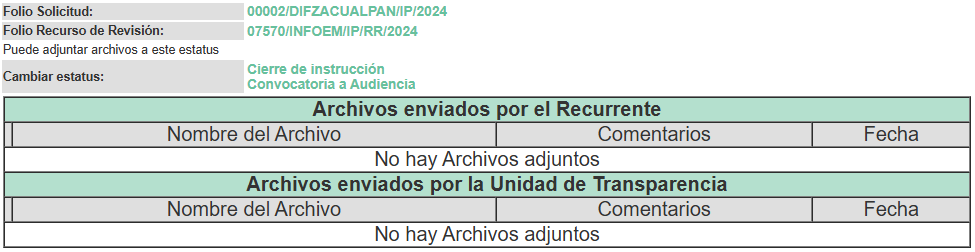 Folio Solicitud: 00002/DIFZACUALPAN/IP/2024
Folio Recurso de Revisión: 07570/INFOEM/IP/RR/2024
Puede adjuntar archivos a este estatus
Cambiar estatus: Cierre de instrucción
Convocatoria a Audiencia
Archivos enviados por el Recurrente
Nombre del Archivo Comentarios Fecha
No hay Archivos adjuntos
Archivos enviados por la Unidad de Transparencia
Nombre del Archivo Comentarios Fecha
No hay Archivos adjuntos